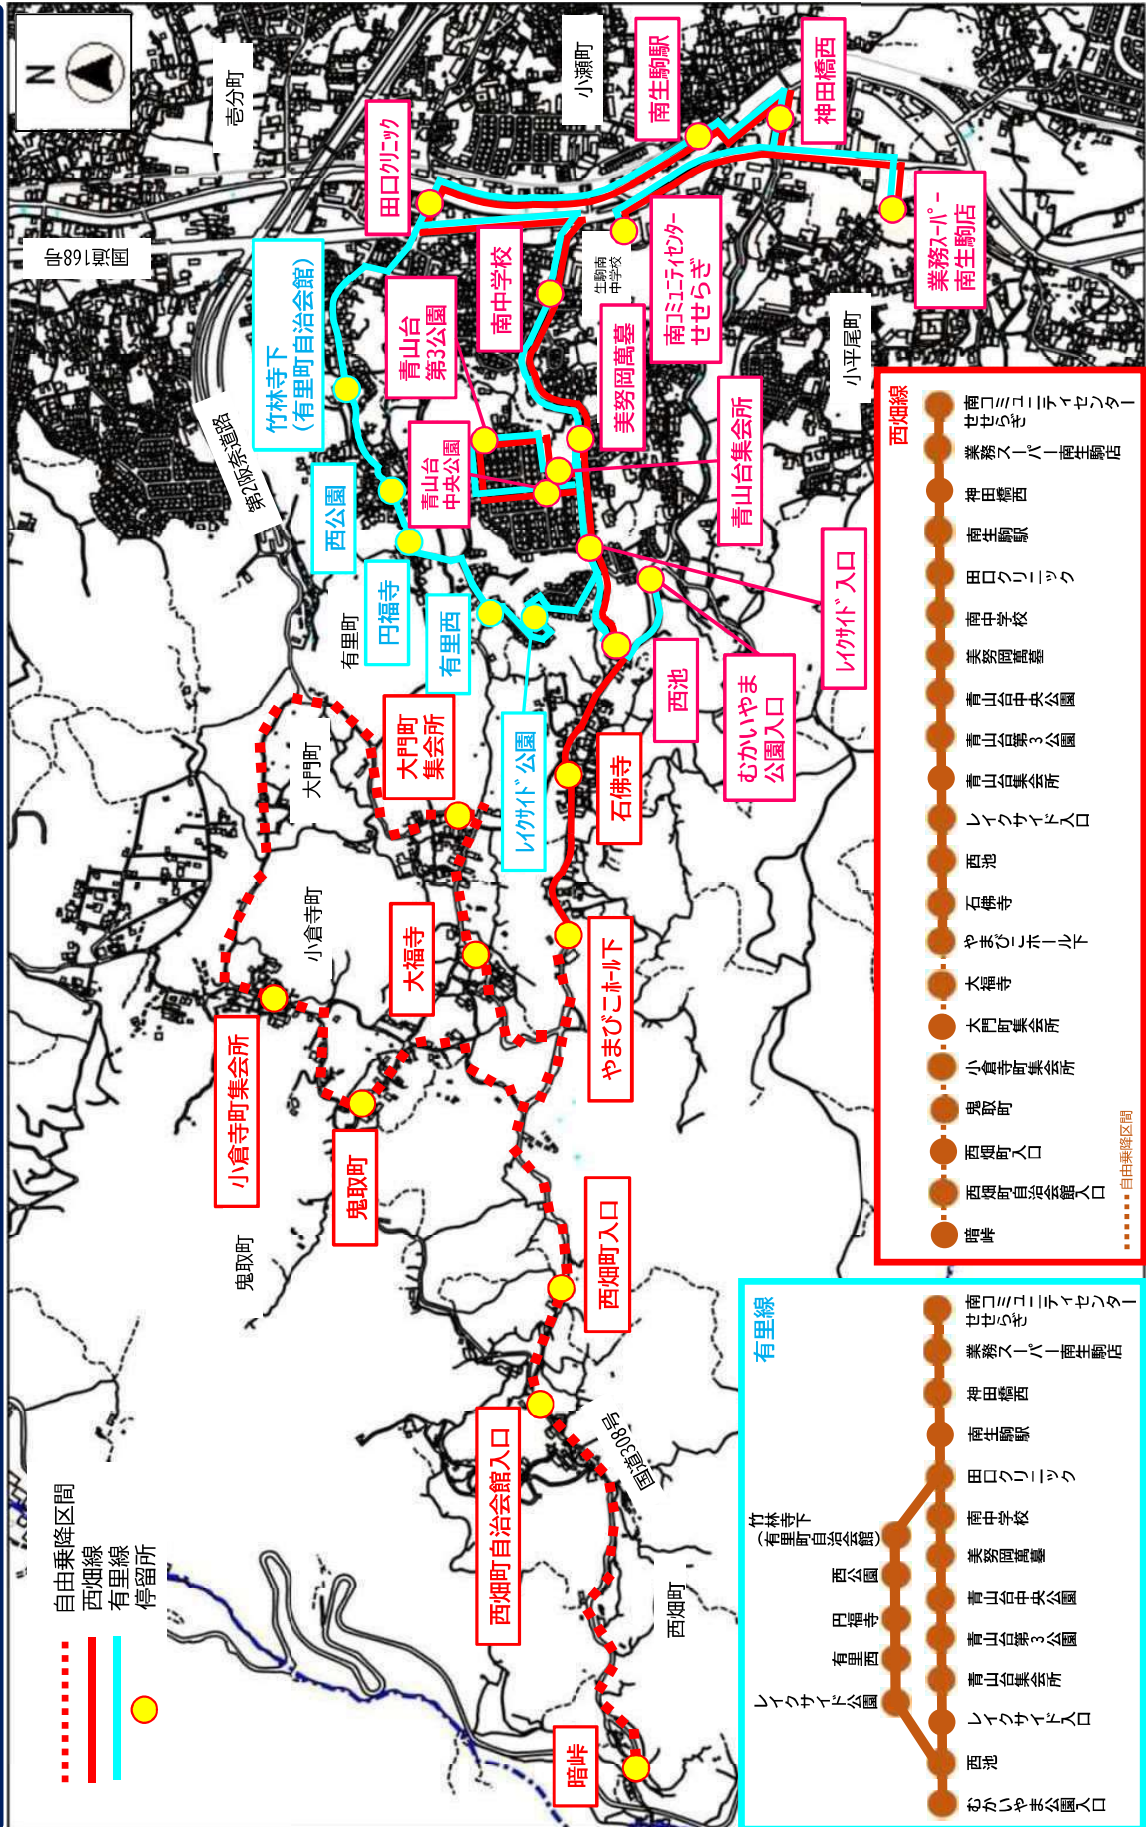 N
壱分町
小瀬町
南生駒駅
神田橋西
田口クリニック
国道168号
竹林寺下
(有里町自治会館)
青山台
第3公園
南中学校
生駒南
中学校
南コミュニティセンター
せせらぎ
業務スーパー
南生駒店
小平尾町
美努岡萬墓
青山台
中央公園
青山台集会所
第2阪奈道路
西公園
円福寺
有里町
有里西
レイクサイド入口
西池
むかいやま
公園入口
レイクサイド公園
大門町
集会所
大門町
石佛寺
小倉寺町
大福寺
やまびこホール下
小倉寺町集会所
鬼取町
鬼取町
西畑町入口
西畑町自治会館入口
国道308号
西畑町
暗峠
自由乗降区間
西畑線
有里線
停留所
西畑線
南コミュニティセンター
せせらぎ
業務スーパー南生駒店
神田橋西
南生駒駅
田口クリニック
南中学校
美努岡萬墓
青山台中央公園
青山台第3公園
青山台集会所
レイクサイド入口
西池
石佛寺
やまびこホール下
大福寺
大門町集会所
小倉寺町集会所
鬼取町
西畑町入口
西畑町自治会館入口
暗峠
自由乗降区間
有里線
南コミュニティセンター
せせらぎ
業務スーパー南生駒店
神田橋西
南生駒駅
田口クリニック
竹林寺下
(有里町自治会館)
西公園
円福寺
有里西
レイクサイド公園
南中学校
美努岡萬墓
青山台中央公園
青山台第3公園
青山台集会所
レイクサイド入口
西池
むかいやま公園入口